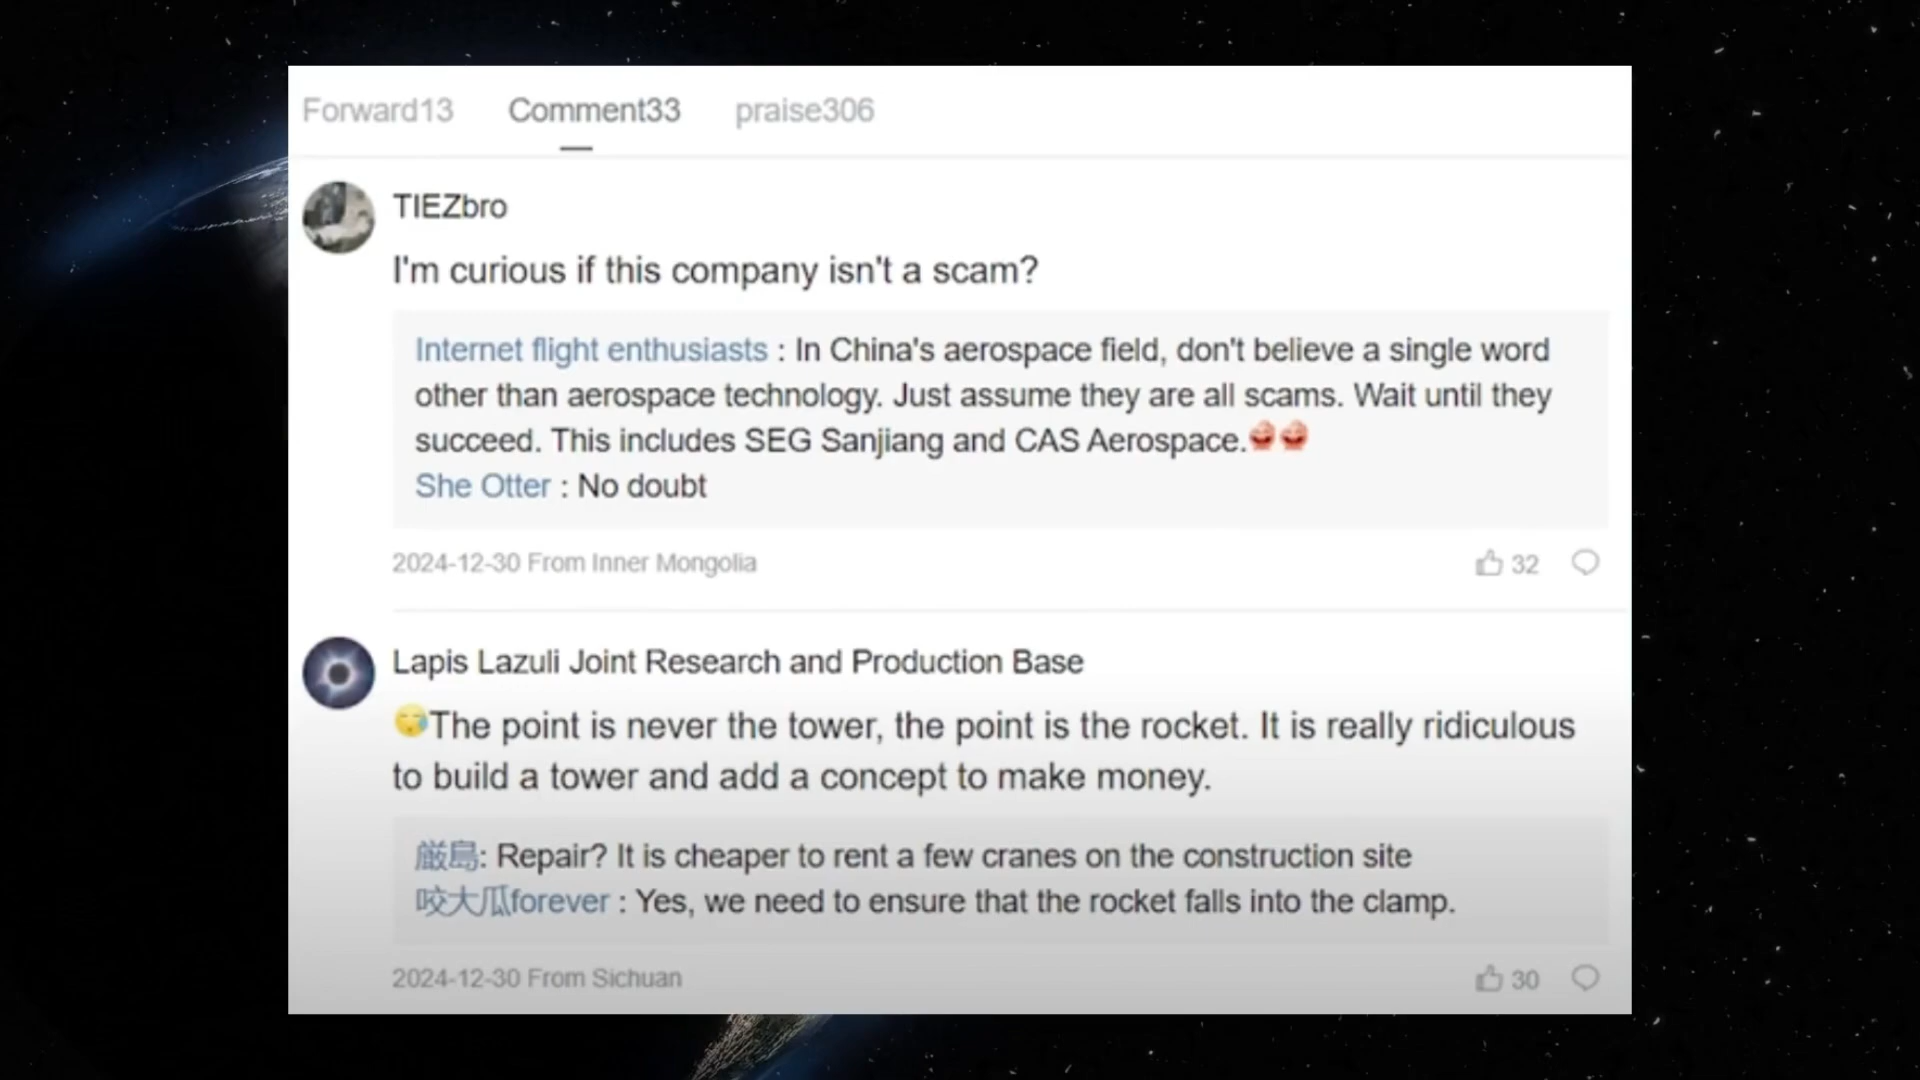 Forward13 Comment33 praise306
TIEZbro
I'm curious if this company isn't a scam?
Internet flight enthusiasts : In China's aerospace field, don't believe a single word
other than aerospace technology. Just assume they are all scams. Wait until they
succeed. This includes SEG Sanjiang and CAS Aerospace.
She Otter : No doubt
2024-12-30 From Inner Mongolia 32
Lapis Lazuli Joint Research and Production Base
The point is never the tower, the point is the rocket. It is really ridiculous
to build a tower and add a concept to make money.
厳島: Repair? It is cheaper to rent a few cranes on the construction site
咬大瓜forever : Yes, we need to ensure that the rocket falls into the clamp.
2024-12-30 From Sichuan 30